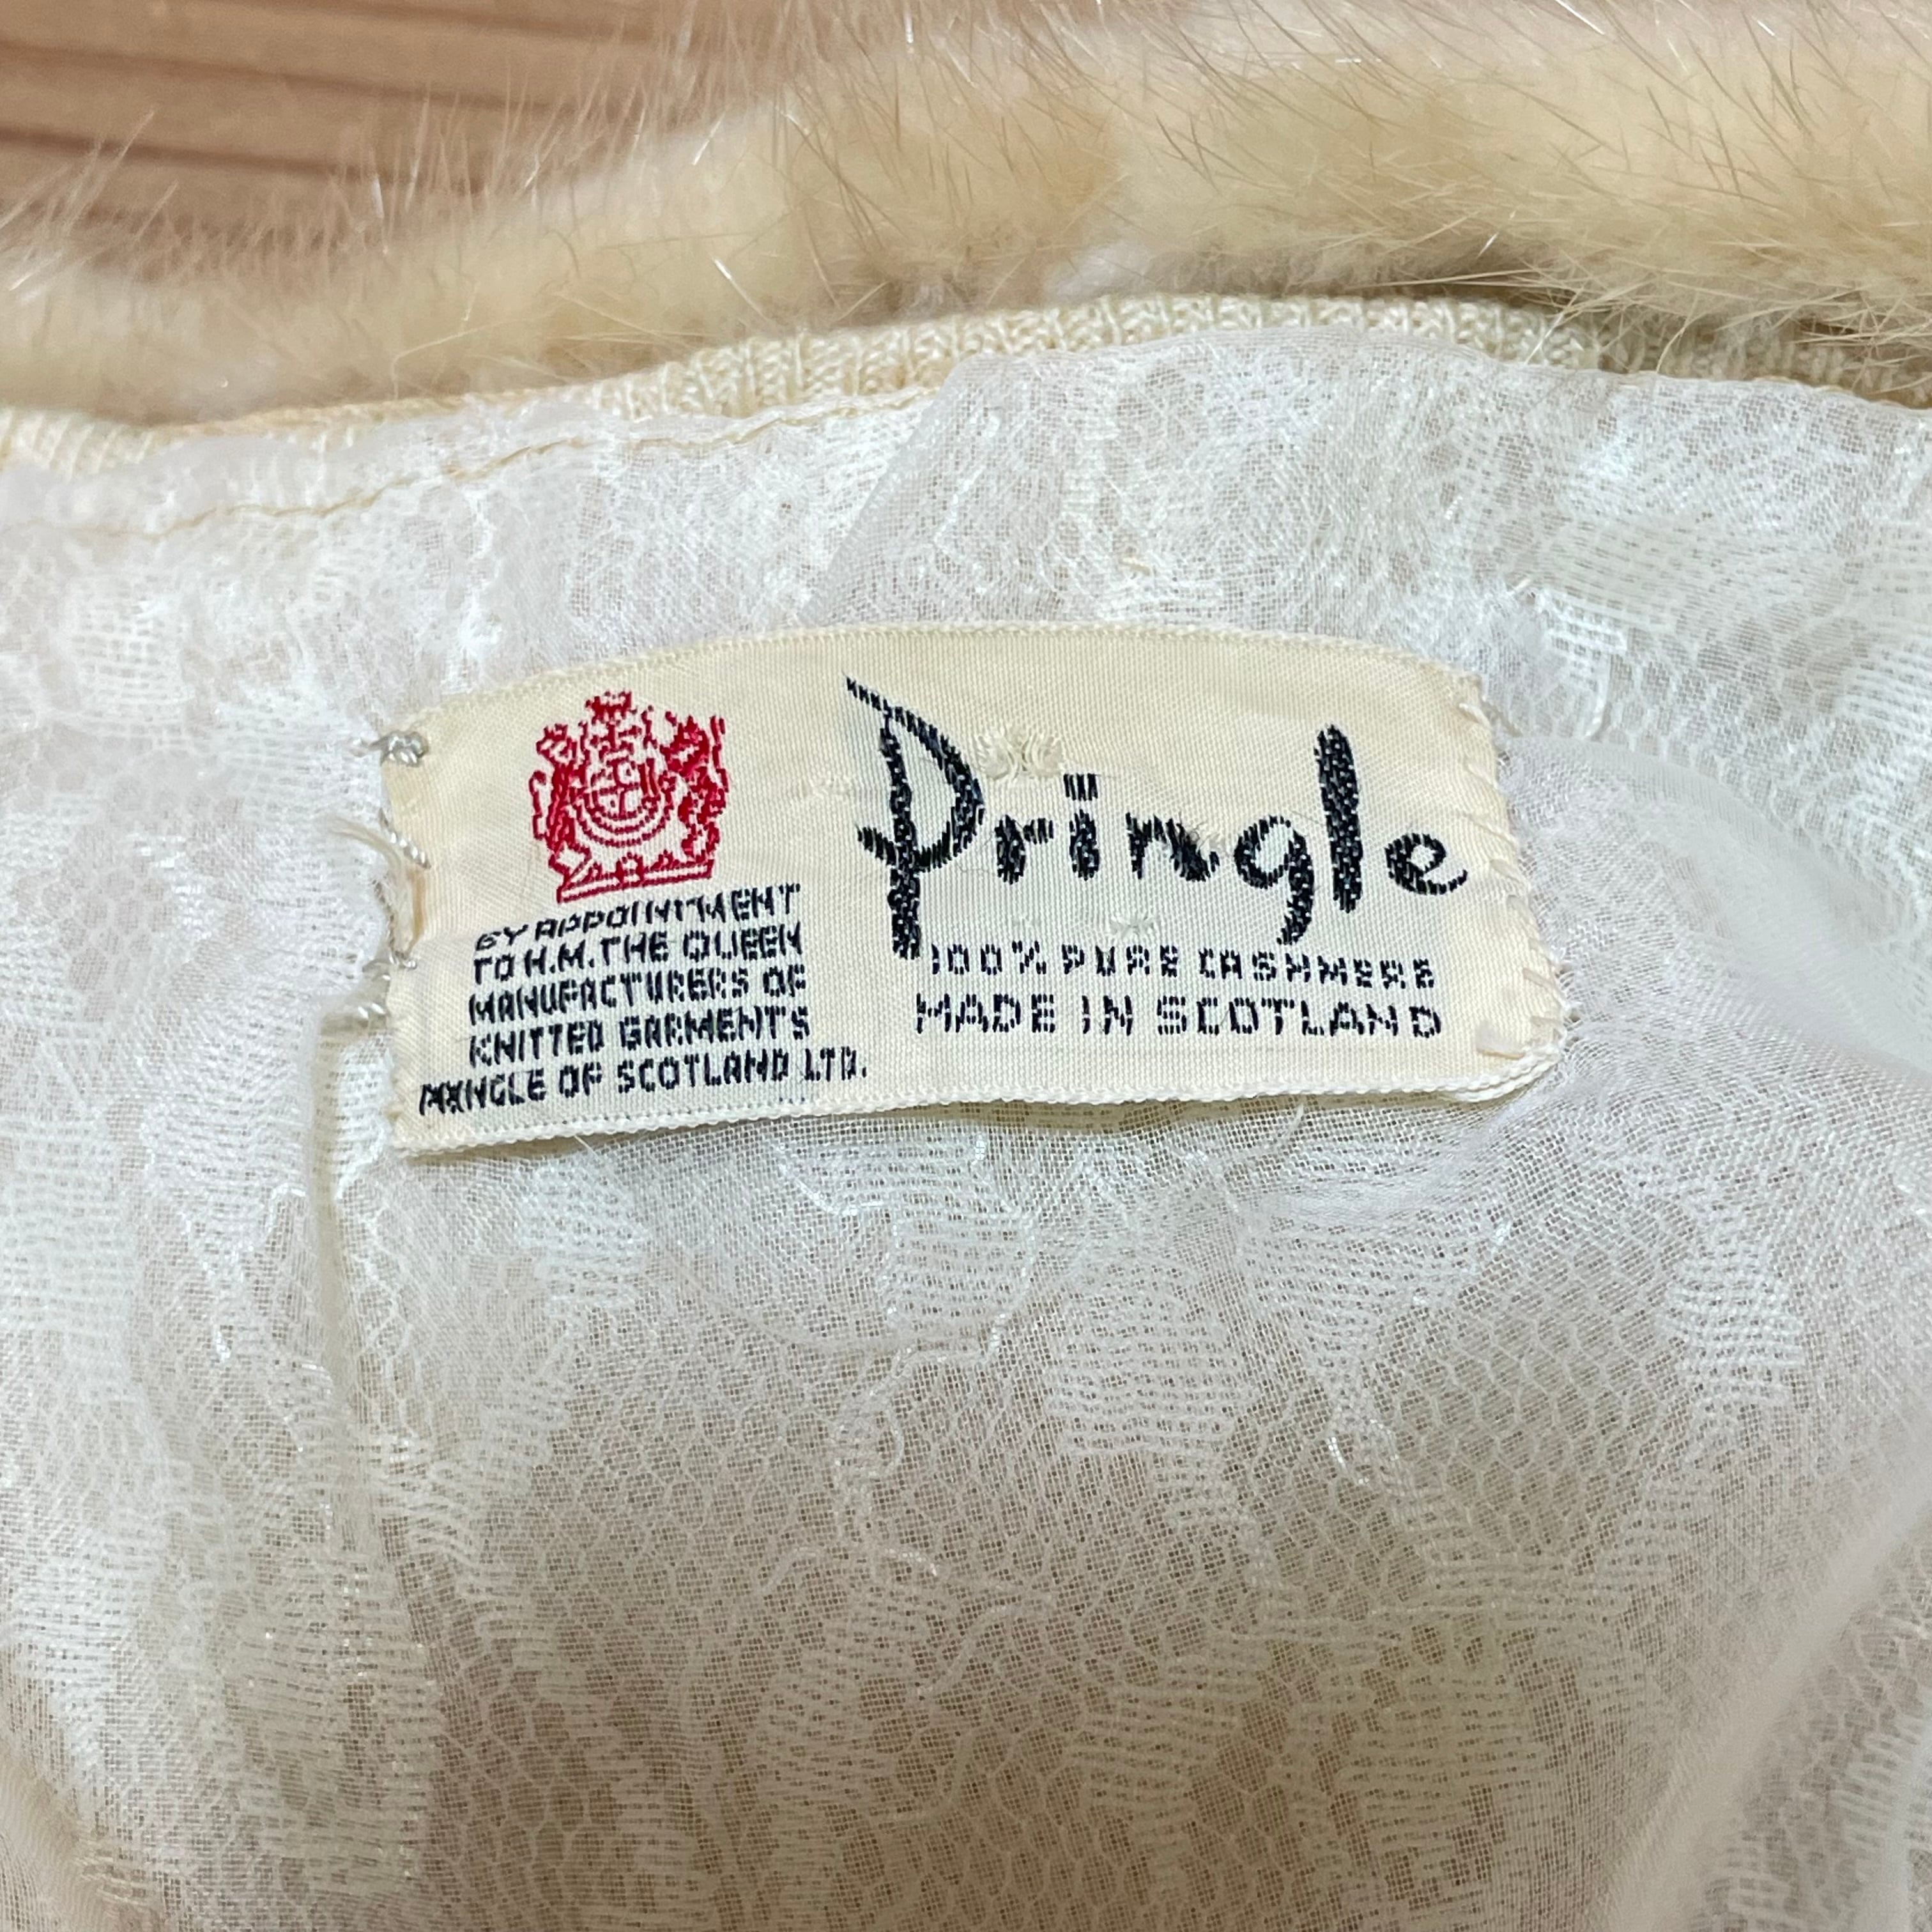 Pringle
100% PURE CASHMERE
MADE IN SCOTLAND
BY APPOINTMENT
TO H.M. THE QUEEN
MANUFACTURERS OF
KNITTED GARMENTS
PRINGLE OF SCOTLAND LTD.